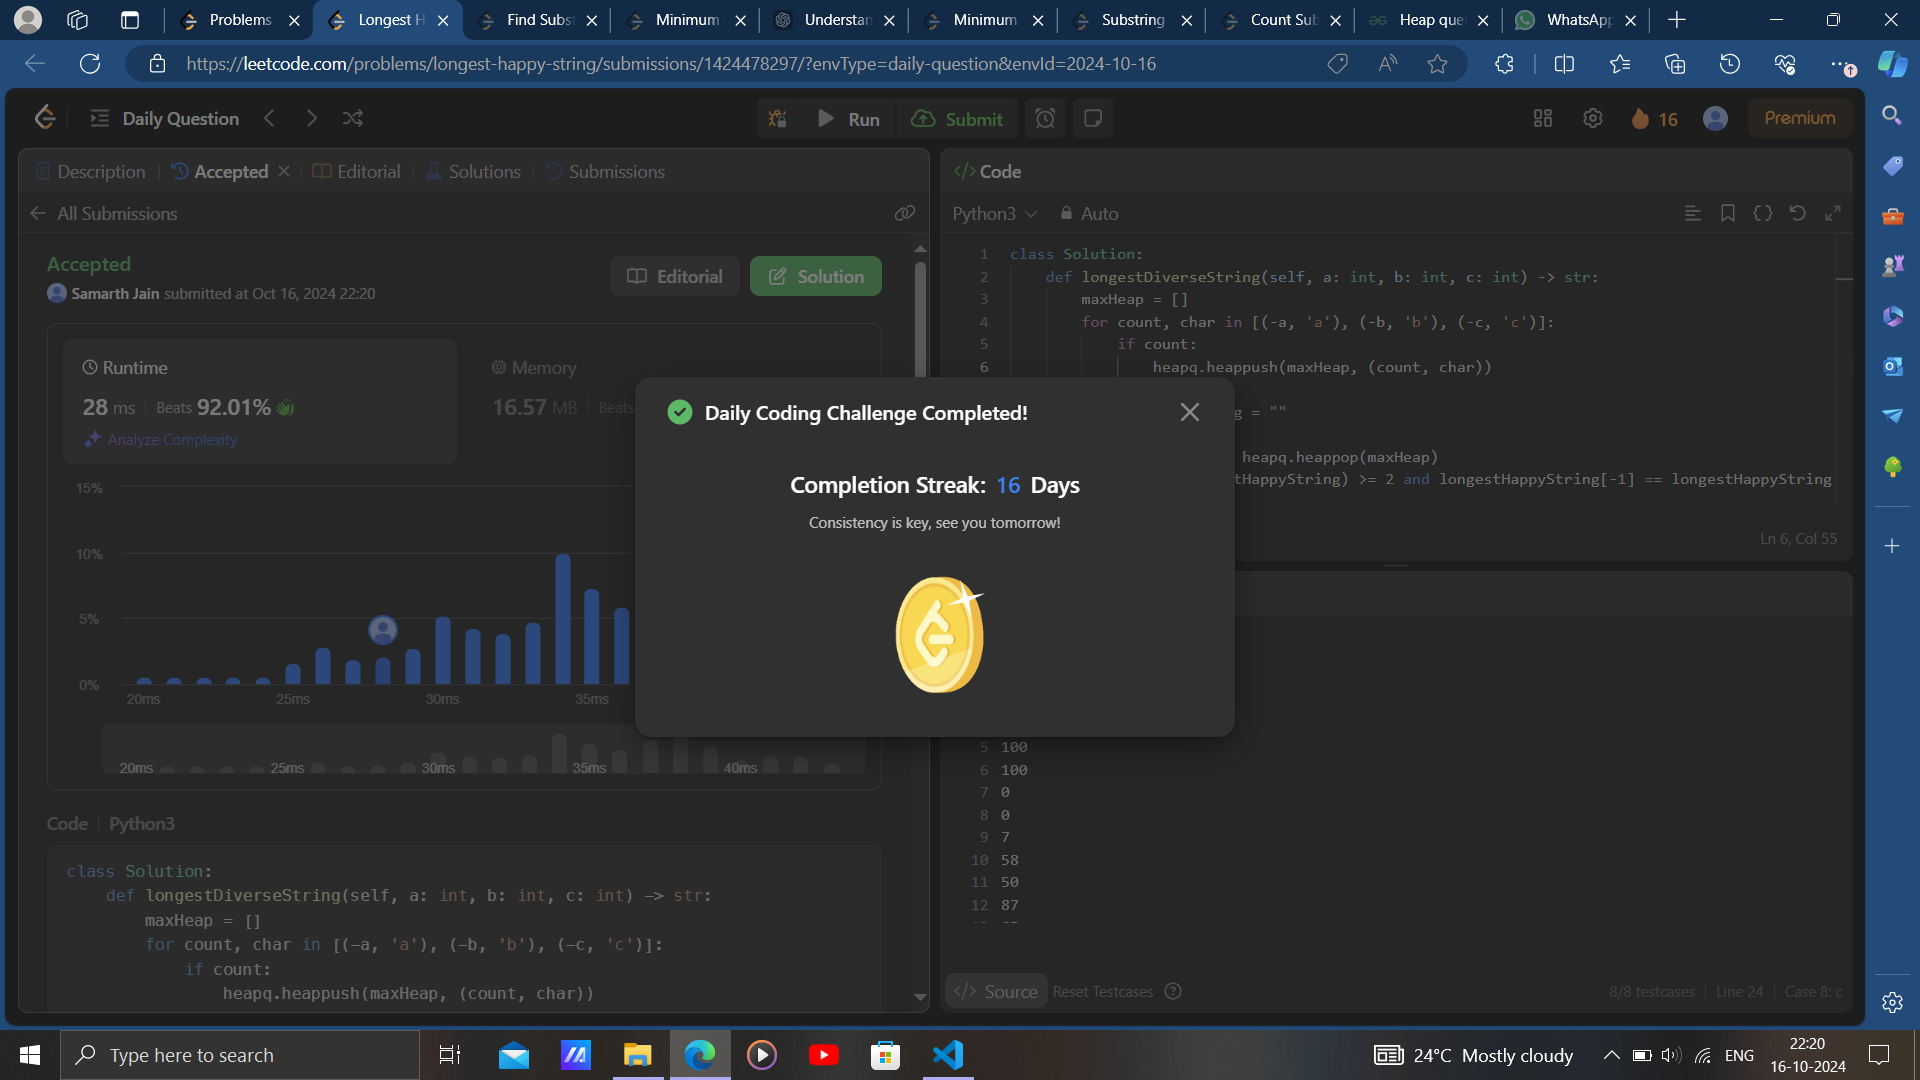 Problems
Longest H
Find Subst
Minimum
Understan
Minimum
Substring
Count Sub
Heap que
WhatsApp
https://leetcode.com/problems/longest-happy-string/submissions/1424478297/?envType=daily-question&envId=2024-10-16
Daily Question
Run
Submit
16
Premium
Description
Accepted
Editorial
Solutions
Submissions
All Submissions
Accepted
Samarth Jain submitted at Oct 16, 2024 22:20
Editorial
Solution
Runtime
28 ms Beats 92.01%
Analyze Complexity
Memory
16.57 MB Beats
15%
10%
5%
0%
20ms 25ms 30ms 35ms
20ms 25ms 30ms 35ms 40ms
Code Python3
class Solution:
def longestDiverseString(self, a: int, b: int, c: int) -> str:
maxHeap = []
for count, char in [(-a, 'a'), (-b, 'b'), (-c, 'c')]:
if count:
heapq.heappush(maxHeap, (count, char))
Daily Coding Challenge Completed!
Completion Streak: 16 Days
Consistency is key, see you tomorrow!
</> Code
Python3
Auto
1 class Solution:
2 def longestDiverseString(self, a: int, b: int, c: int) -> str:
3 maxHeap = []
4 for count, char in [(-a, 'a'), (-b, 'b'), (-c, 'c')]:
5 if count:
6 heapq.heappush(maxHeap, (count, char))
g = ""
heapq.heappop(maxHeap)
tHappyString) >= 2 and longestHappyString[-1] == longestHappyString
Ln 6, Col 55
5 100
6 100
7 0
8 0
9 7
10 58
11 50
12 87
</> Source
Reset Testcases
8/8 testcases Line 24 Case 8: c
Type here to search
24°C Mostly cloudy
ENG
22:20
16-10-2024